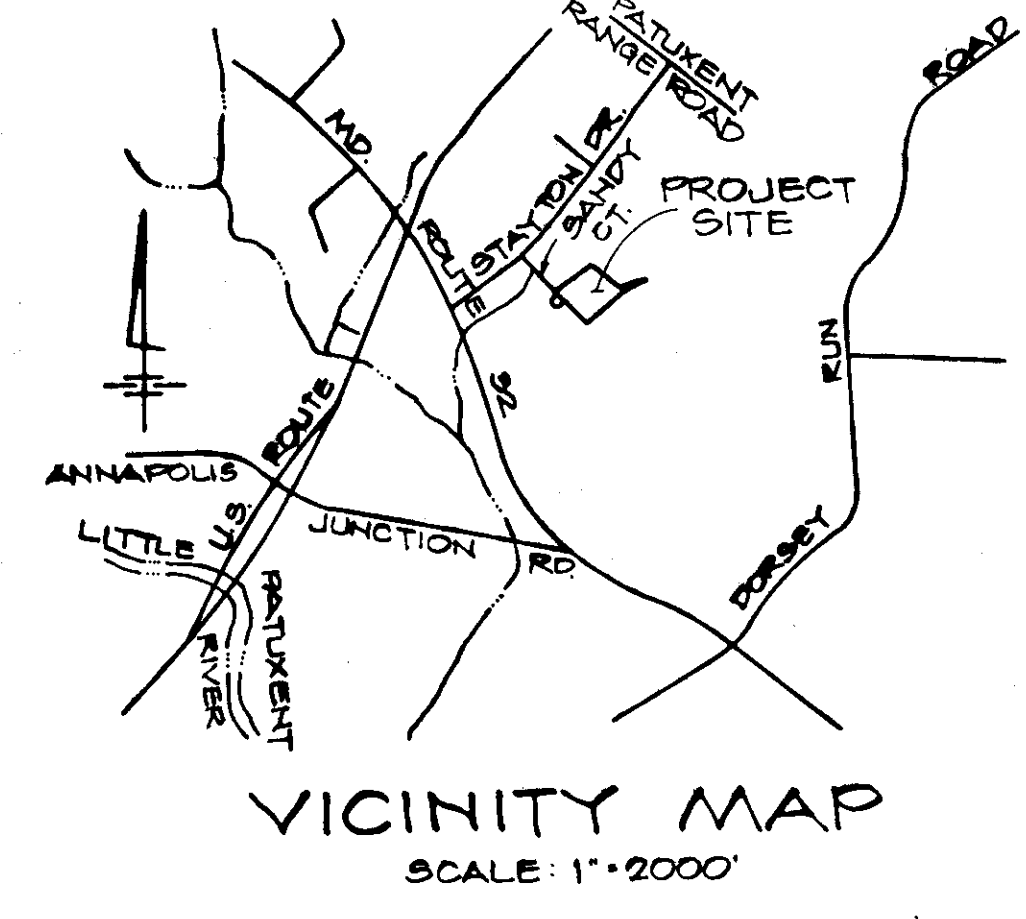 PATUXENT
RANGE ROAD
ROAD
MD. ROUTE 32
STAYTON DR.
SANDY
CT.
PROJECT
SITE
RUN
U.S. ROUTE 1
ANNAPOLIS
JUNCTION
RD.
LITTLE
PATUXENT
RIVER
DORSEY
VICINITY MAP
SCALE: 1"=2000'